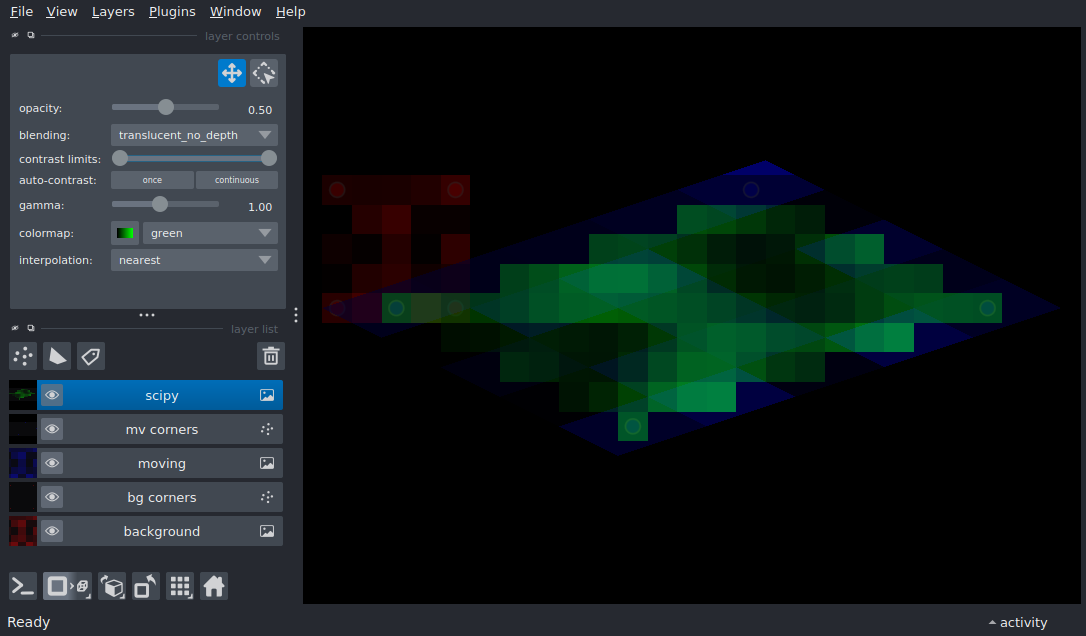 File View Layers Plugins Window Help
layer controls
opacity: 0.50
blending: translucent_no_depth
contrast limits:
auto-contrast: once continuous
gamma: 1.00
colormap: green
interpolation: nearest
layer list
scipy
mv corners
moving
bg corners
background
Ready activity